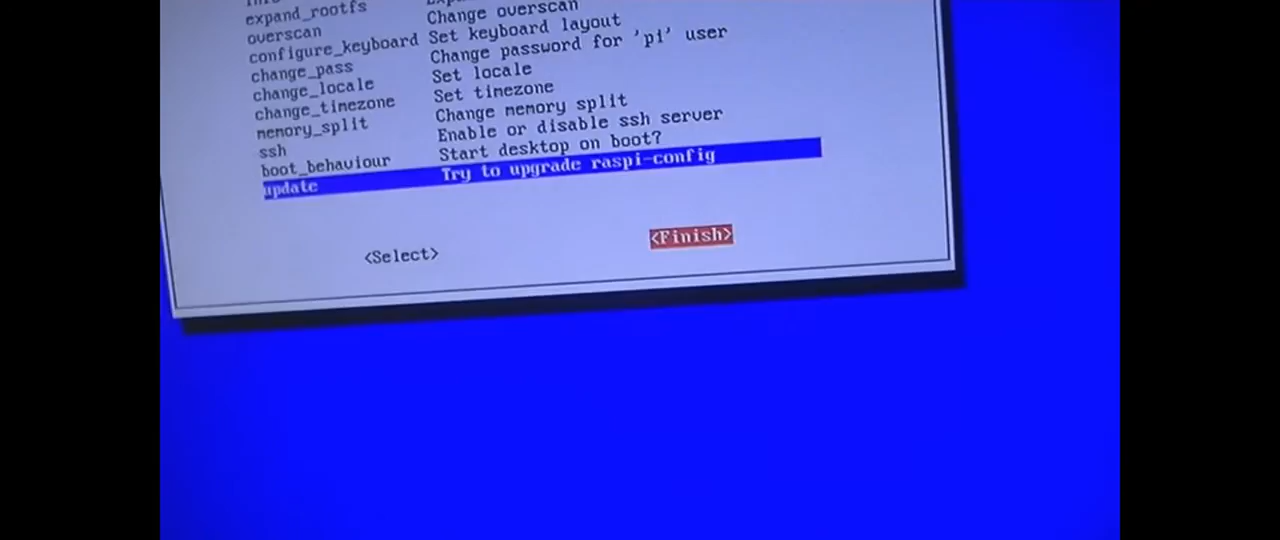 expand_rootfs
overscan Change overscan
configure_keyboard Set keyboard layout
change_pass Change password for 'pi' user
change_locale Set locale
change_timezone Set timezone
memory_split Change memory split
ssh Enable or disable ssh server
boot_behaviour Start desktop on boot?
update Try to upgrade raspi-config
<Select> <Finish>